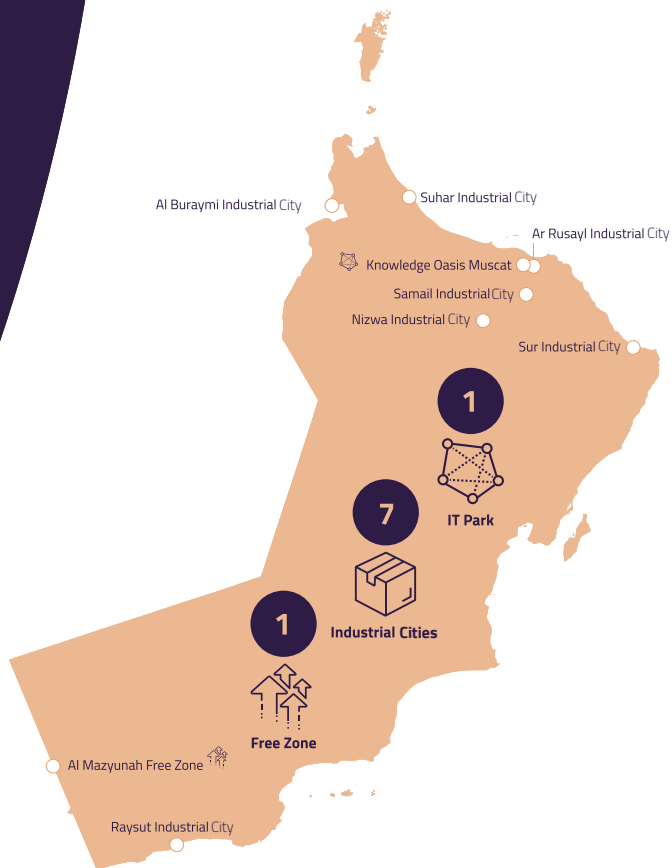 Al Buraymi Industrial City
Suhar Industrial City
Ar Rusayl Industrial City
Knowledge Oasis Muscat
Samail Industrial City
Nizwa Industrial City
Sur Industrial City
1
IT Park
7
Industrial Cities
1
Free Zone
Al Mazyunah Free Zone
Raysut Industrial City